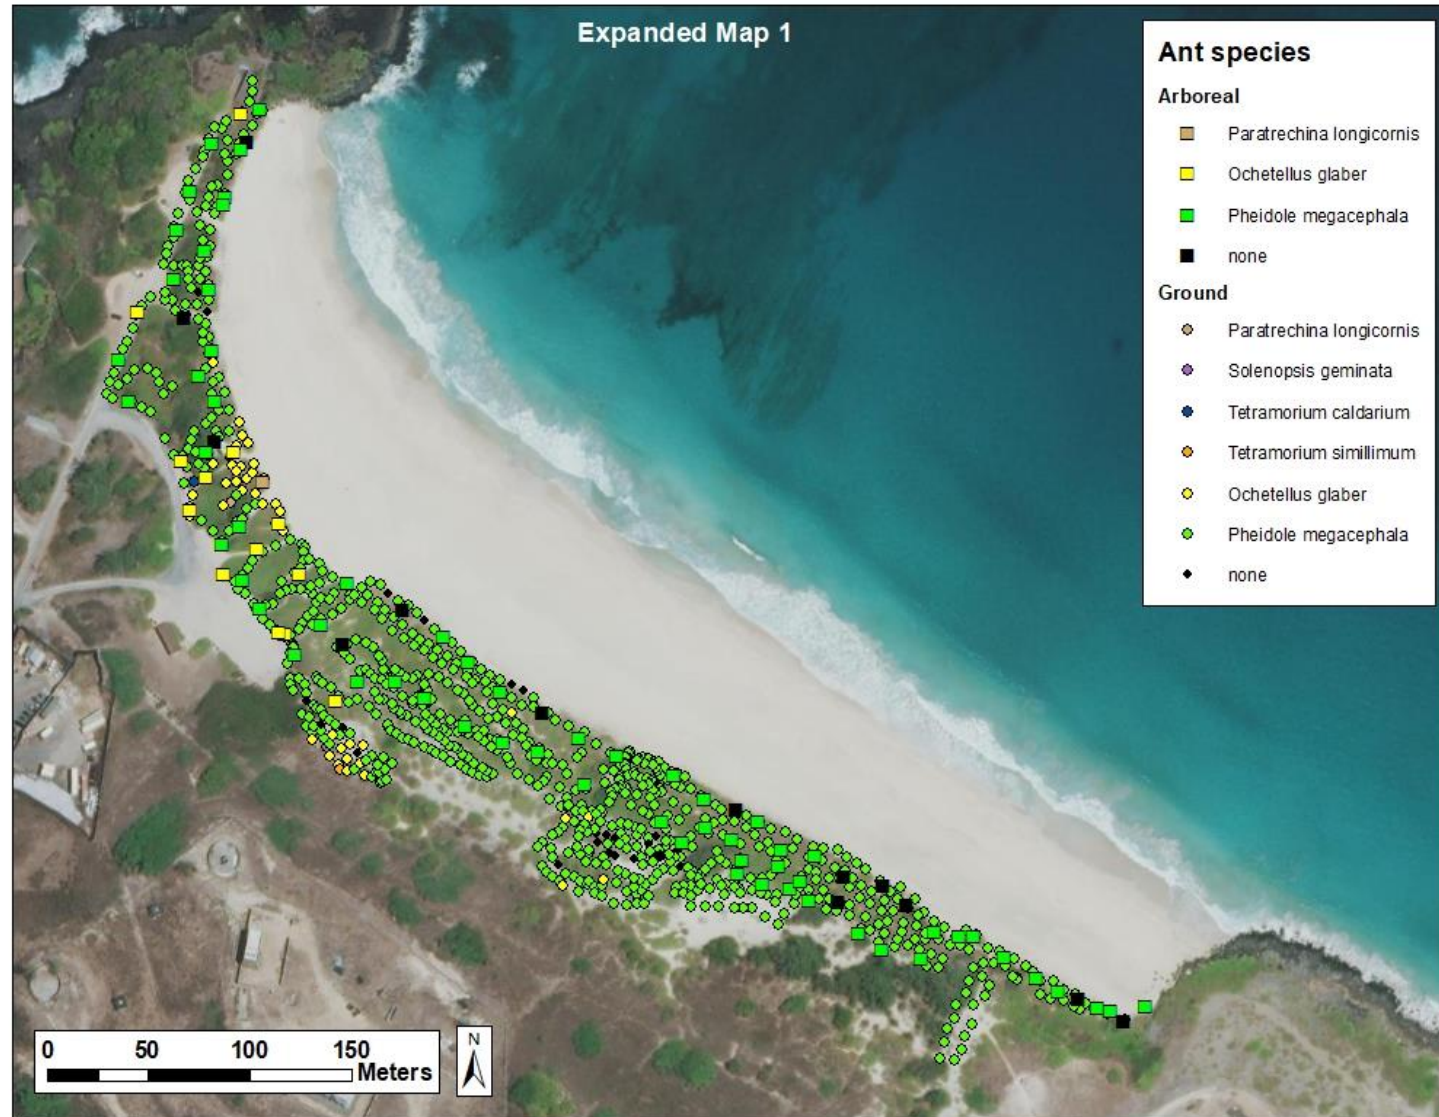 Expanded Map 1
Ant species
Arboreal
Paratrechina longicornis
Ochetellus glaber
Pheidole megacephala
none
Ground
Paratrechina longicornis
Solenopsis geminata
Tetramorium caldarium
Tetramorium simillimum
Ochetellus glaber
Pheidole megacephala
none
0 50 100 150
Meters
N